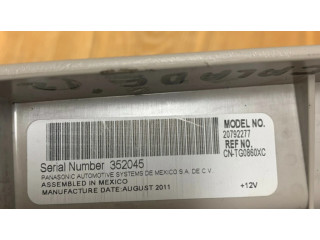 MODEL NO.
20792277
REF NO.
CN-TG0860XC
Serial Number 352045
PANASONIC AUTOMOTIVE SYSTEMS DE MEXICO S.A. DE C.V.
ASSEMBLED IN MEXICO
MANUFACTURE DATE:AUGUST 2011
+12V